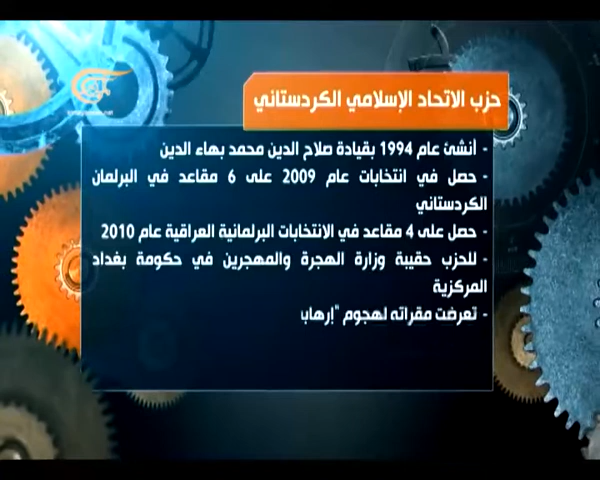 حزب الاتحاد الإسلامي الكردستاني
- أنشئ عام 1994 بقيادة صلاح الدين محمد بهاء الدين
- حصل في انتخابات عام 2009 على 6 مقاعد في البرلمان
الكردستاني
- حصل على 4 مقاعد في الانتخابات البرلمانية العراقية عام 2010
- للحزب حقيبة وزارة الهجرة والمهجرين في حكومة بغداد
المركزية
- تعرضت مقراته لهجوم "إرهاب